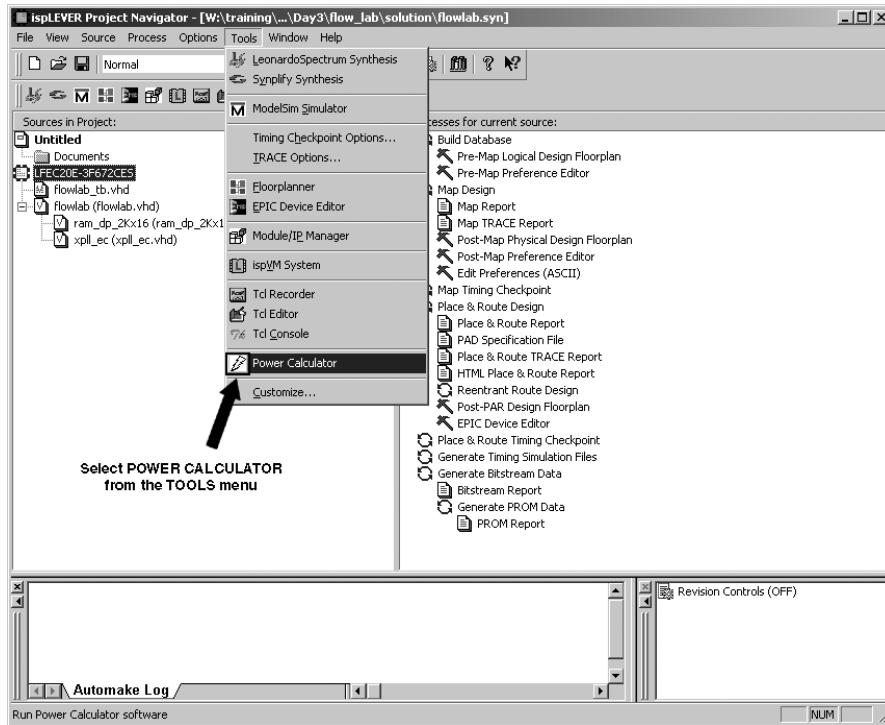 ispLEVER Project Navigator - [W:\training\...\Day3\flow_lab\solution\flowlab.syn]
File View Source Process Options Tools Window Help
Normal
LeonardoSpectrum Synthesis
Synplify Synthesis
ModelSim Simulator
Timing Checkpoint Options...
TRACE Options...
Floorplanner
EPIC Device Editor
Module/IP Manager
ispVM System
Tcl Recorder
Tcl Editor
Tcl Console
Power Calculator
Customize...
Sources in Project:
Untitled
Documents
LFEC20E-3F672CES
flowlab_tb.vhd
flowlab (flowlab.vhd)
ram_dp_2Kx16 (ram_dp_2Kx1
xpll_ec (xpll_ec.vhd)
Select POWER CALCULATOR
from the TOOLS menu
cesses for current source:
Build Database
Pre-Map Logical Design Floorplan
Pre-Map Preference Editor
Map Design
Map Report
Map TRACE Report
Post-Map Physical Design Floorplan
Post-Map Preference Editor
Edit Preferences (ASCII)
Map Timing Checkpoint
Place & Route Design
Place & Route Report
PAD Specification File
Place & Route TRACE Report
HTML Place & Route Report
Reentrant Route Design
Post-PAR Design Floorplan
EPIC Device Editor
Place & Route Timing Checkpoint
Generate Timing Simulation Files
Generate Bitstream Data
Bitstream Report
Generate PROM Data
PROM Report
Automake Log
Revision Controls (OFF)
Run Power Calculator software
NUM